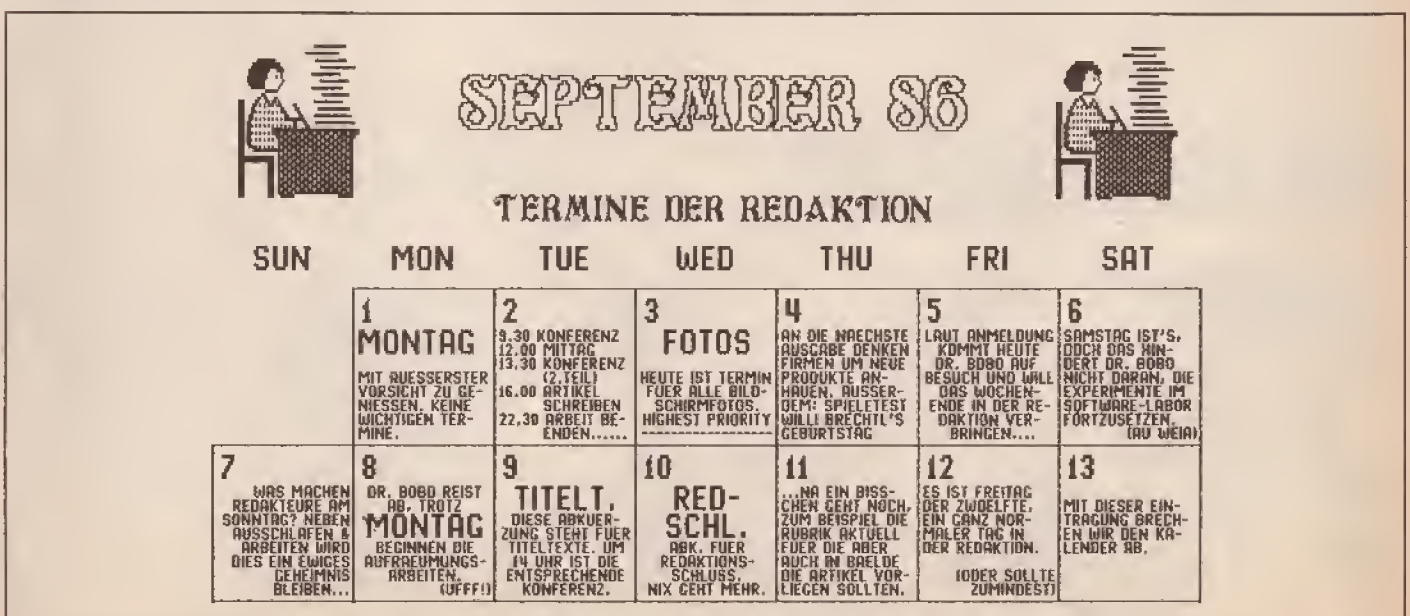 SEPTEMBER 86
TERMINE DER REDAKTION
SUN MON TUE WED THU FRI SAT
1
MONTAG
MIT AEUSSERSTER
VORSICHT ZU GE-
NIESSEN, KEINE
WICHTIGEN TER-
MINE.
2
9.30 KONFERENZ
12.00 MITTAG
13.30 KONFERENZ
(2.TEIL)
16.00 ARTIKEL
SCHREIBEN
22.30 ARBEIT BE-
ENDEN......
3
FOTOS
HEUTE IST TERMIN
FUER ALLE BILD-
SCHIRMFOTOS.
HIGHEST PRIORITY
----------------
4
AN DIE NAECHSTE
AUSGABE DENKEN
FIRMEN UM NEUE
PRODUKTE AN-
HAUEN. AUSSER-
DEM: SPIELETEST
WILLI BRECHTL'S
GEBURTSTAG
5
LAUT ANMELDUNG
KOMMT HEUTE
DR. BOBO AUF
BESUCH UND WILL
DAS WOCHEN-
ENDE IN DER RE-
DAKTION VER-
BRINGEN....
6
SAMSTAG IST'S,
DOCH DAS HIN-
DERT DR. BOBO
NICHT DARAN, DIE
EXPERIMENTE IM
SOFTWARE-LABOR
FORTZUSETZEN.
(AU WEIA)
7
WAS MACHEN
REDAKTEURE AM
SONNTAG? NEBEN
AUSSCHLAFEN &
ARBEITEN WIRD
DIES EIN EWIGES
GEHEIMNIS
BLEIBEN...
8
DR. BOBO REIST
AB. TROTZ
MONTAG
BEGINNEN DIE
AUFRAEUMUNGS-
ARBEITEN.
(UFFF!)
9
TITELT.
DIESE ABKUER-
ZUNG STEHT FUER
TITELTEXTE. UM
14 UHR IST DIE
ENTSPRECHENDE
KONFERENZ.
10
RED-
SCHL.
ABK. FUER
REDAKTIONS-
SCHLUSS.
NIX GEHT MEHR.
11
...NA EIN BISS-
CHEN GEHT NOCH,
ZUM BEISPIEL DIE
RUBRIK AKTUELL
FUER DIE ABER
AUCH IN BAELDE
DIE ARTIKEL VOR-
LIEGEN SOLLTEN.
12
ES IST FREITAG
DER ZWOELFTE.
EIN GANZ NOR-
MALER TAG IN
DER REDAKTION.
(ODER SOLLTE
ZUMINDEST)
13
MIT DIESER EIN-
TRAGUNG BRECH-
EN WIR DEN KA-
LENDER AB.